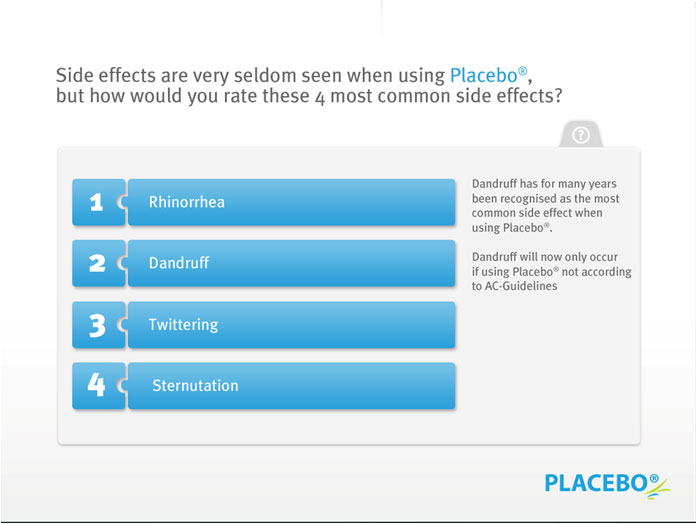 Side effects are very seldom seen when using Placebo®,
but how would you rate these 4 most common side effects?
?
1 Rhinorrhea
2 Dandruff
3 Twittering
4 Sternutation
Dandruff has for many years
been recognised as the most
common side effect when
using Placebo®.
Dandruff will now only occur
if using Placebo® not according
to AC-Guidelines
PLACEBO®